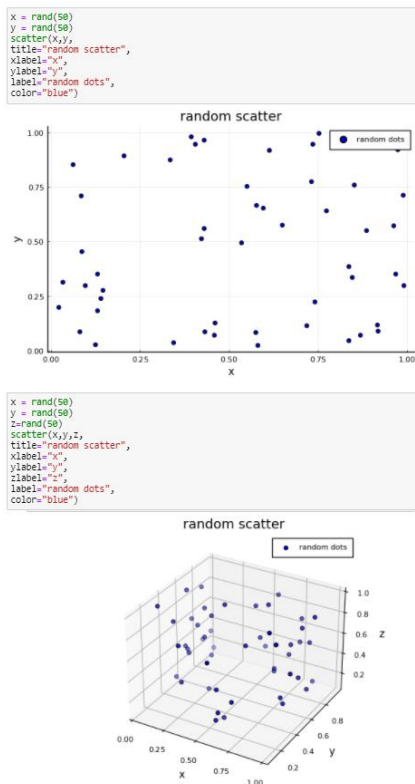 x = rand(50)
y = rand(50)
scatter(x,y,
title="random scatter",
xlabel="x",
ylabel="y",
label="random dots",
color="blue")
random scatter
random dots
1.00
0.75
0.50
0.25
0.00
y
0.00 0.25 0.50 0.75 1.00
x
x = rand(50)
y = rand(50)
z=rand(50)
scatter(x,y,z,
title="random scatter",
xlabel="x",
ylabel="y",
zlabel="z",
label="random dots",
color="blue")
random scatter
random dots
1.0
0.8
0.6
0.4
0.2
z
0.00
0.25
0.50
0.75
1.00
x
0.2
0.4
0.6
0.8
y